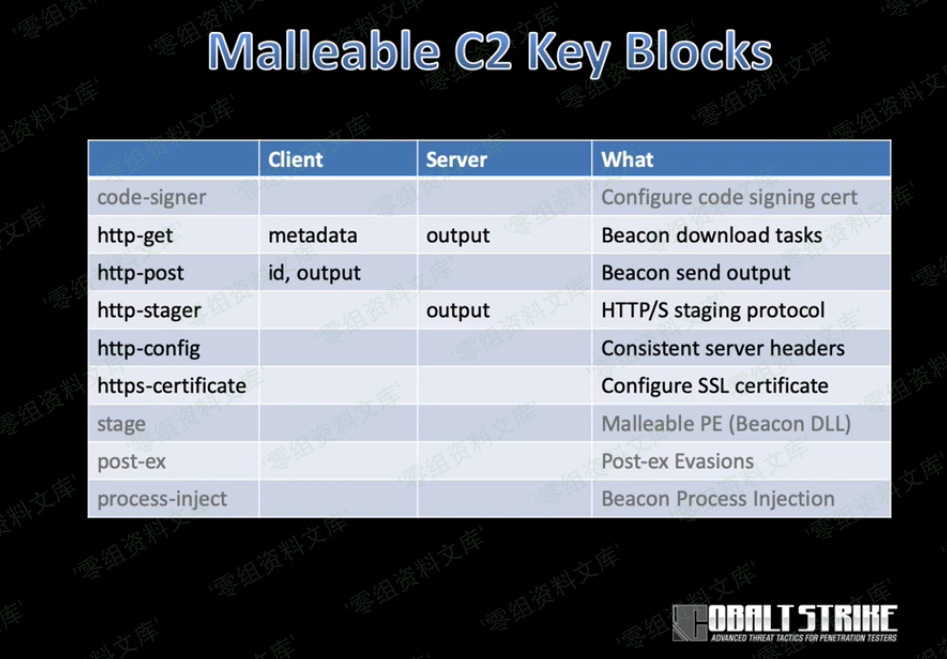 Malleable C2 Key Blocks
Client Server What
code-signer Configure code signing cert
http-get metadata output Beacon download tasks
http-post id, output Beacon send output
http-stager output HTTP/S staging protocol
http-config Consistent server headers
https-certificate Configure SSL certificate
stage Malleable PE (Beacon DLL)
post-ex Post-ex Evasions
process-inject Beacon Process Injection
COBALT STRIKE
ADVANCED THREAT TACTICS FOR PENETRATION TESTERS
'零组资料文库'